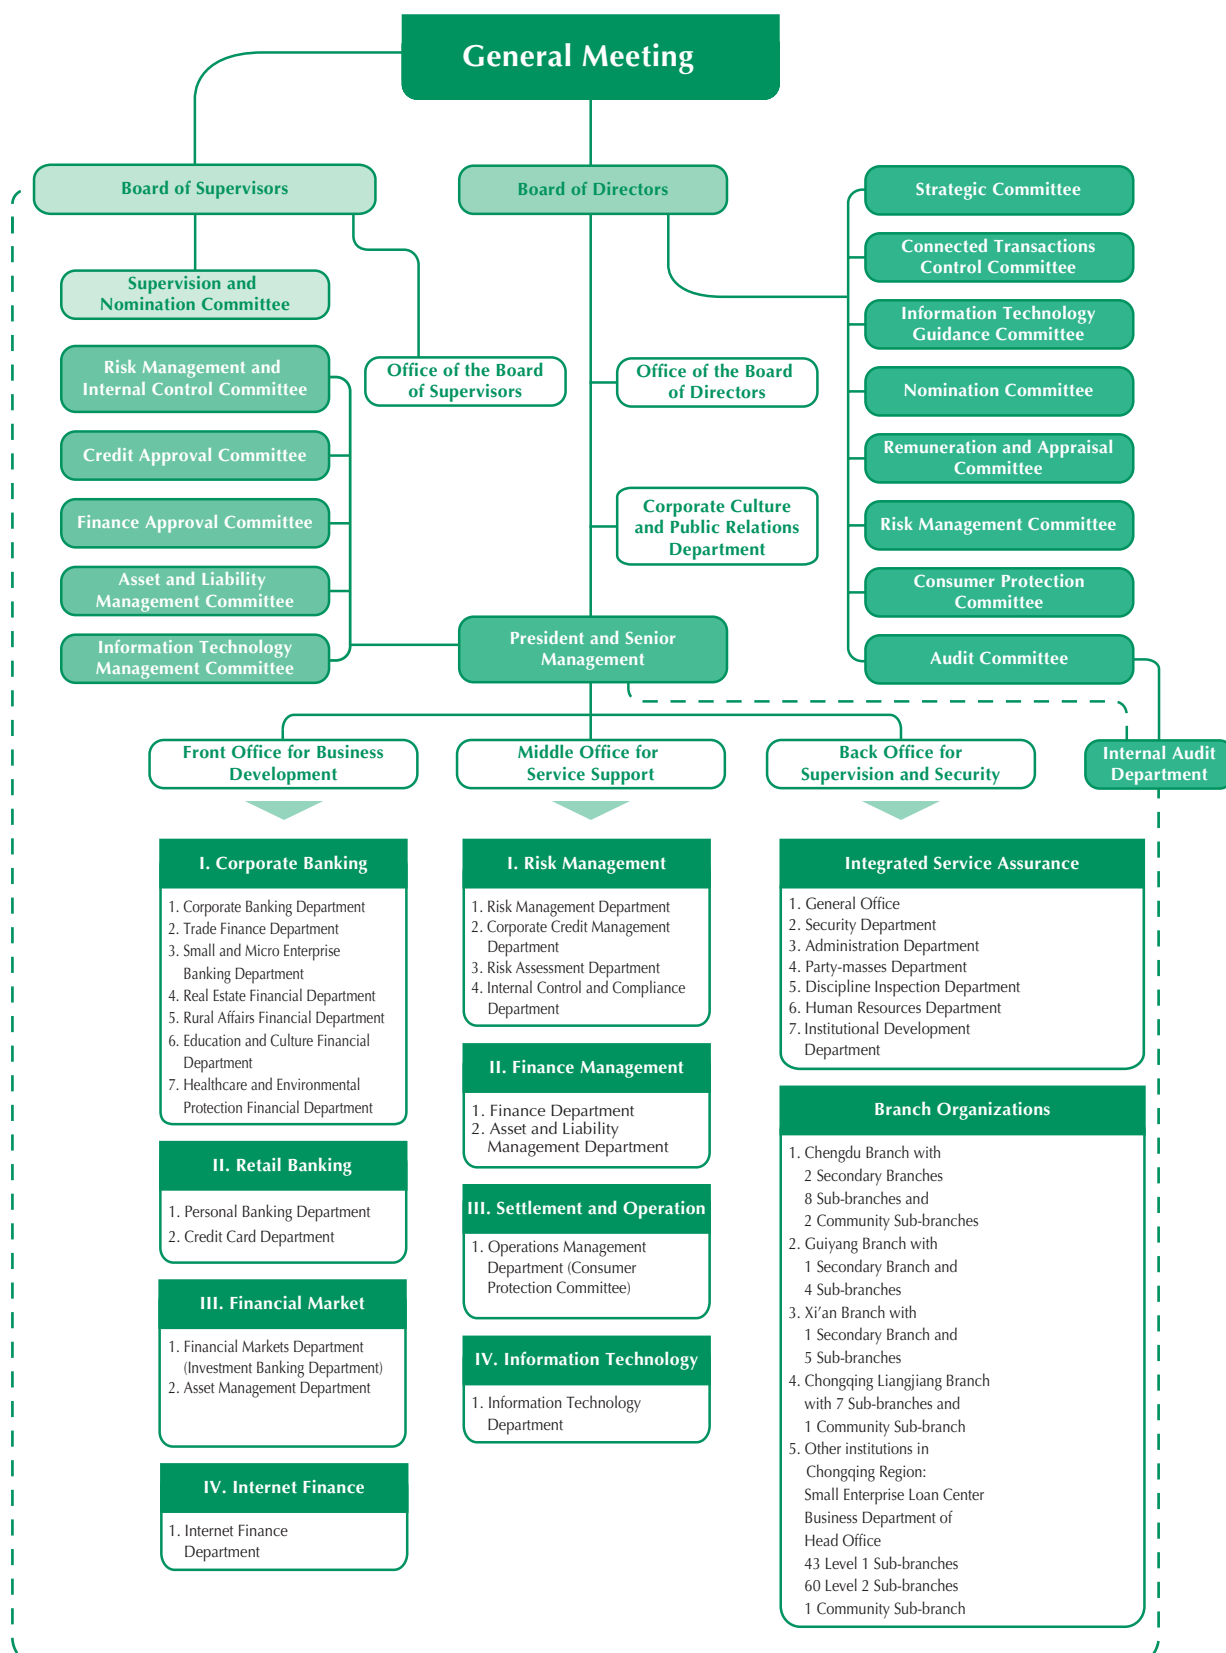 General Meeting
Board of Supervisors
Board of Directors
Strategic Committee
Connected Transactions
Control Committee
Supervision and
Nomination Committee
Information Technology
Guidance Committee
Risk Management and
Internal Control Committee
Office of the Board
of Supervisors
Office of the Board
of Directors
Nomination Committee
Credit Approval Committee
Remuneration and Appraisal
Committee
Finance Approval Committee
Corporate Culture
and Public Relations
Department
Risk Management Committee
Asset and Liability
Management Committee
Consumer Protection
Committee
Information Technology
Management Committee
President and Senior
Management
Audit Committee
Front Office for Business
Development
Middle Office for
Service Support
Back Office for
Supervision and Security
Internal Audit
Department
I. Corporate Banking
1. Corporate Banking Department
2. Trade Finance Department
3. Small and Micro Enterprise
Banking Department
4. Real Estate Financial Department
5. Rural Affairs Financial Department
6. Education and Culture Financial
Department
7. Healthcare and Environmental
Protection Financial Department
II. Retail Banking
1. Personal Banking Department
2. Credit Card Department
III. Financial Market
1. Financial Markets Department
(Investment Banking Department)
2. Asset Management Department
IV. Internet Finance
1. Internet Finance
Department
I. Risk Management
1. Risk Management Department
2. Corporate Credit Management
Department
3. Risk Assessment Department
4. Internal Control and Compliance
Department
II. Finance Management
1. Finance Department
2. Asset and Liability
Management Department
III. Settlement and Operation
1. Operations Management
Department (Consumer
Protection Committee)
IV. Information Technology
1. Information Technology
Department
Integrated Service Assurance
1. General Office
2. Security Department
3. Administration Department
4. Party-masses Department
5. Discipline Inspection Department
6. Human Resources Department
7. Institutional Development
Department
Branch Organizations
1. Chengdu Branch with
2 Secondary Branches
8 Sub-branches and
2 Community Sub-branches
2. Guiyang Branch with
1 Secondary Branch and
4 Sub-branches
3. Xi’an Branch with
1 Secondary Branch and
5 Sub-branches
4. Chongqing Liangjiang Branch
with 7 Sub-branches and
1 Community Sub-branch
5. Other institutions in
Chongqing Region:
Small Enterprise Loan Center
Business Department of
Head Office
43 Level 1 Sub-branches
60 Level 2 Sub-branches
1 Community Sub-branch